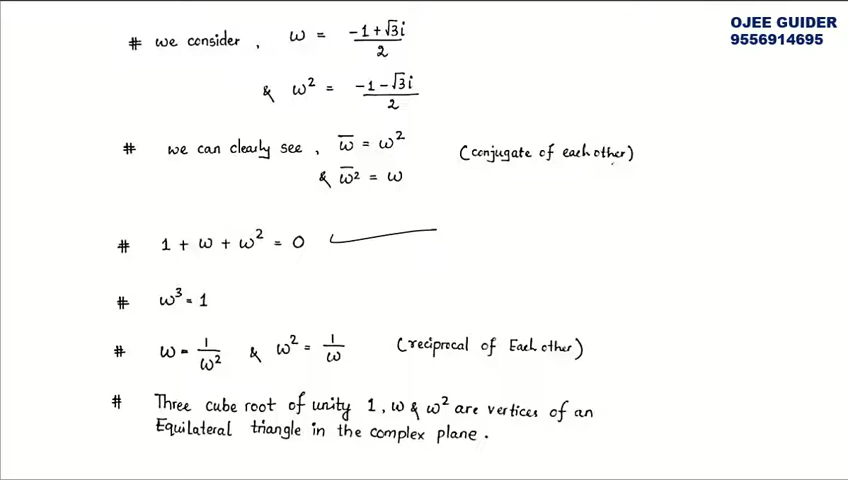 OJEE GUIDER
9556914695
# we consider, ω = (-1+√3i)/2
& ω² = (-1-√3i)/2
# we can clearly see, ω̅ = ω² (conjugate of each other)
& ω̅² = ω
# 1 + ω + ω² = 0
# ω³ = 1
# ω = 1/ω² & ω² = 1/ω (reciprocal of Each other)
# Three cube root of unity 1, ω & ω² are vertices of an
Equilateral triangle in the complex plane.